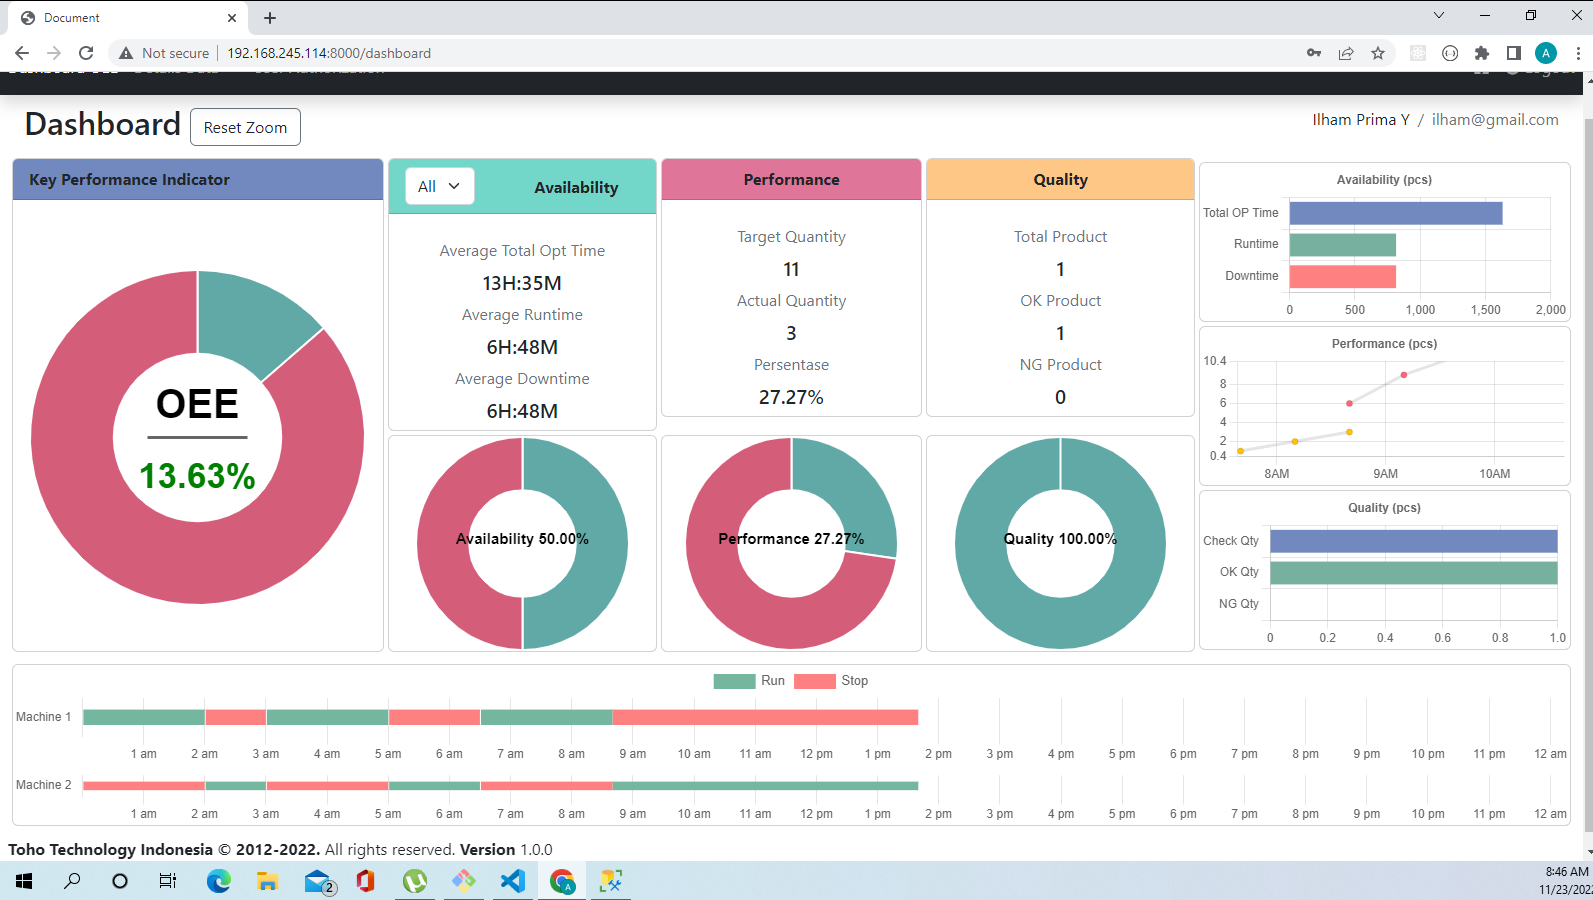 Document
Not secure
192.168.245.114:8000/dashboard
A
Dashboard
Reset Zoom
Ilham Prima Y / ilham@gmail.com
Key Performance Indicator
OEE
13.63%
All
Availability
Average Total Opt Time
13H:35M
Average Runtime
6H:48M
Average Downtime
6H:48M
Availability 50.00%
Performance
Target Quantity
11
Actual Quantity
3
Persentase
27.27%
Performance 27.27%
Quality
Total Product
1
OK Product
1
NG Product
0
Quality 100.00%
Availability (pcs)
Total OP Time
Runtime
Downtime
0 500 1,000 1,500 2,000
Performance (pcs)
10.4
8
6
4
2
0.4
8AM 9AM 10AM
Quality (pcs)
Check Qty
OK Qty
NG Qty
0 0.2 0.4 0.6 0.8 1.0
Run Stop
Machine 1
1 am 2 am 3 am 4 am 5 am 6 am 7 am 8 am 9 am 10 am 11 am 12 pm 1 pm 2 pm 3 pm 4 pm 5 pm 6 pm 7 pm 8 pm 9 pm 10 pm 11 pm 12 am
Machine 2
1 am 2 am 3 am 4 am 5 am 6 am 7 am 8 am 9 am 10 am 11 am 12 pm 1 pm 2 pm 3 pm 4 pm 5 pm 6 pm 7 pm 8 pm 9 pm 10 pm 11 pm 12 am
Toho Technology Indonesia © 2012-2022. All rights reserved. Version 1.0.0
2
A
8:46 AM
11/23/202